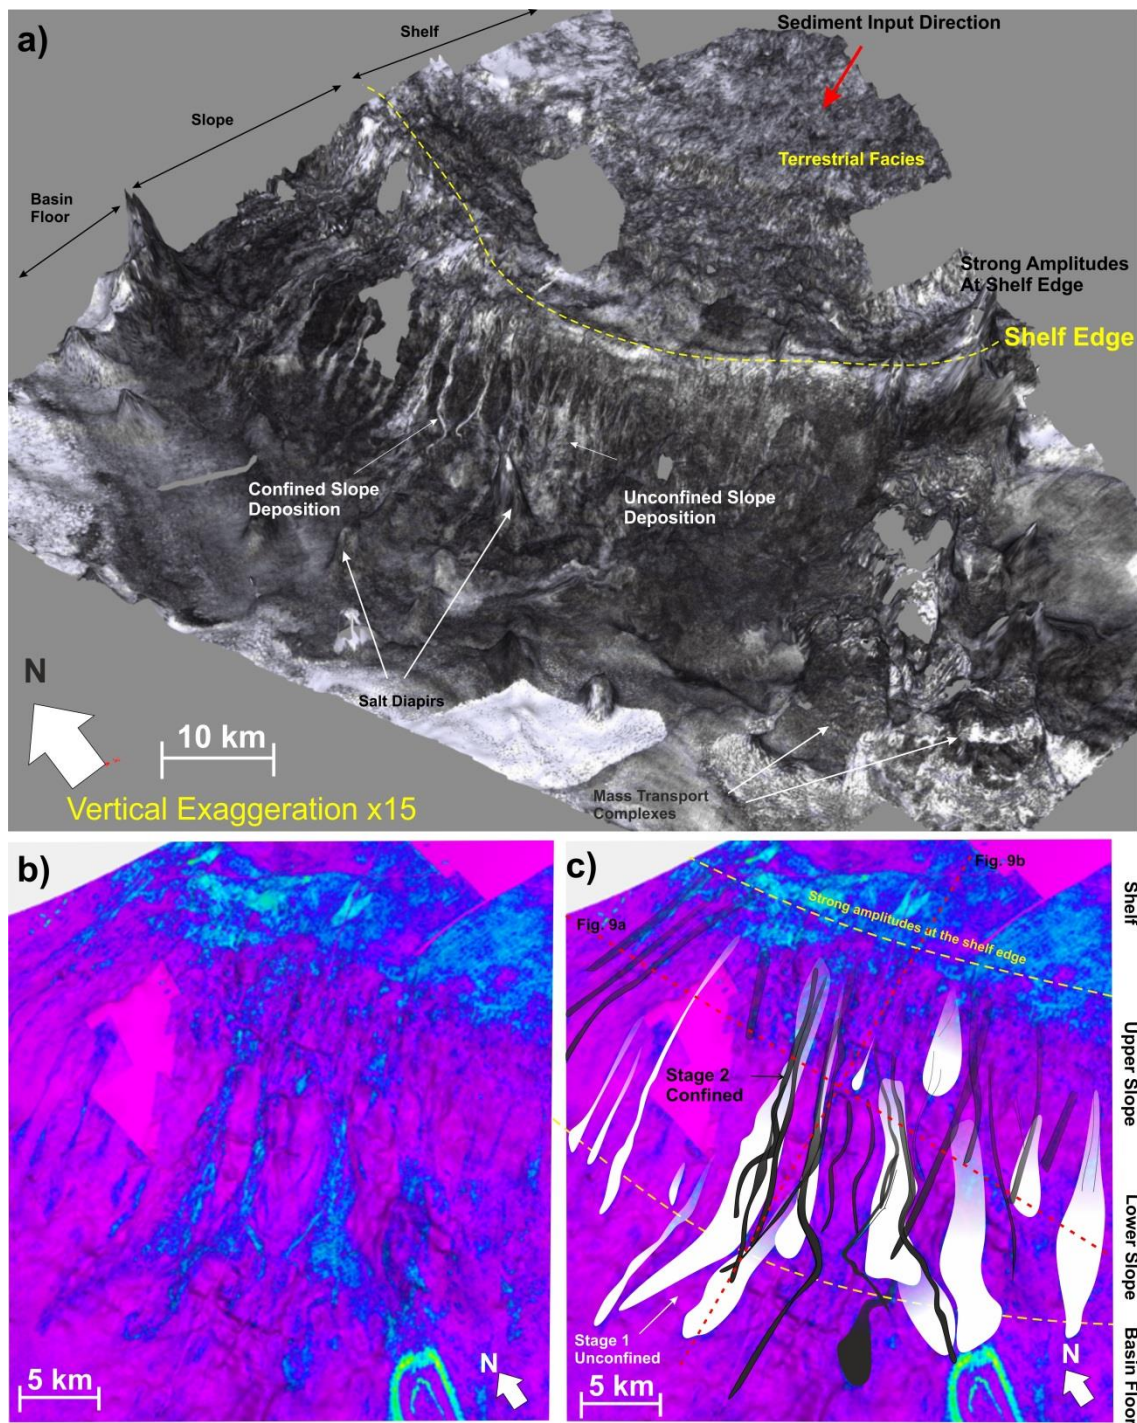 a)
Shelf
Sediment Input Direction
Slope
Terrestrial Facies
Basin
Floor
Strong Amplitudes
At Shelf Edge
Shelf Edge
Confined Slope
Deposition
Unconfined Slope
Deposition
N
Salt Diapirs
10 km
Mass Transport
Complexes
Vertical Exaggeration x15
b)
N
5 km
c)
Fig. 9b
Fig. 9a
Strong amplitudes at the shelf edge
Stage 2
Confined
Stage 1
Unconfined
N
5 km
Shelf
Upper Slope
Lower Slope
Basin Floor